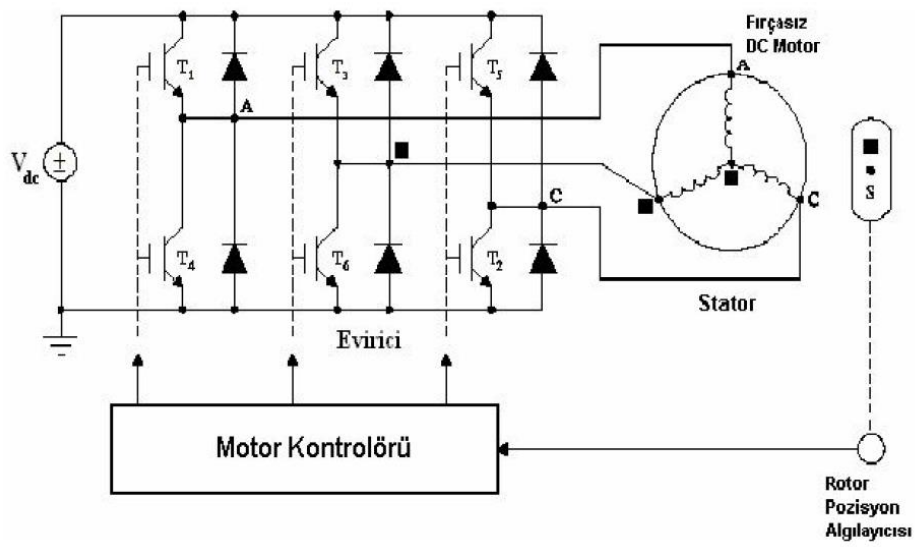 Fırçasız
DC Motor
A
T1
T3
T5
A
Vdc
±
S
C
C
T4
T6
T2
Stator
Evirici
Motor Kontrolörü
Rotor
Pozisyon
Algılayıcısı